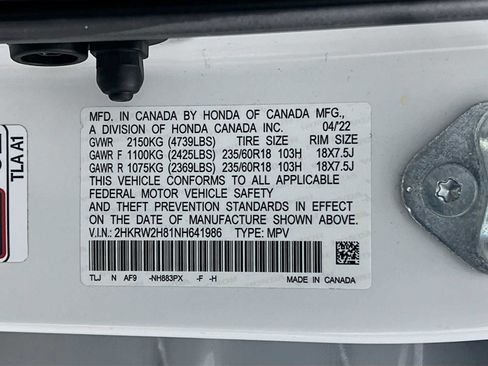 MFD. IN CANADA BY HONDA OF CANADA MFG.,
A DIVISION OF HONDA CANADA INC. 04/22
GVWR 2150KG (4739LBS) TIRE SIZE RIM SIZE
GAWR F 1100KG (2425LBS) 235/60R18 103H 18X7.5J
GAWR R 1075KG (2369LBS) 235/60R18 103H 18X7.5J
THIS VEHICLE CONFORMS TO ALL APPLICABLE
FEDERAL MOTOR VEHICLE SAFETY
AND THEFT PREVENTION STANDARDS IN EFFECT
ON THE DATE OF MANUFACTURE SHOWN ABOVE.
V.I.N.: 2HKRW2H81NH641986 TYPE: MPV
TLJ N AF9 -NH883PX -F -H MADE IN CANADA
TLA A1